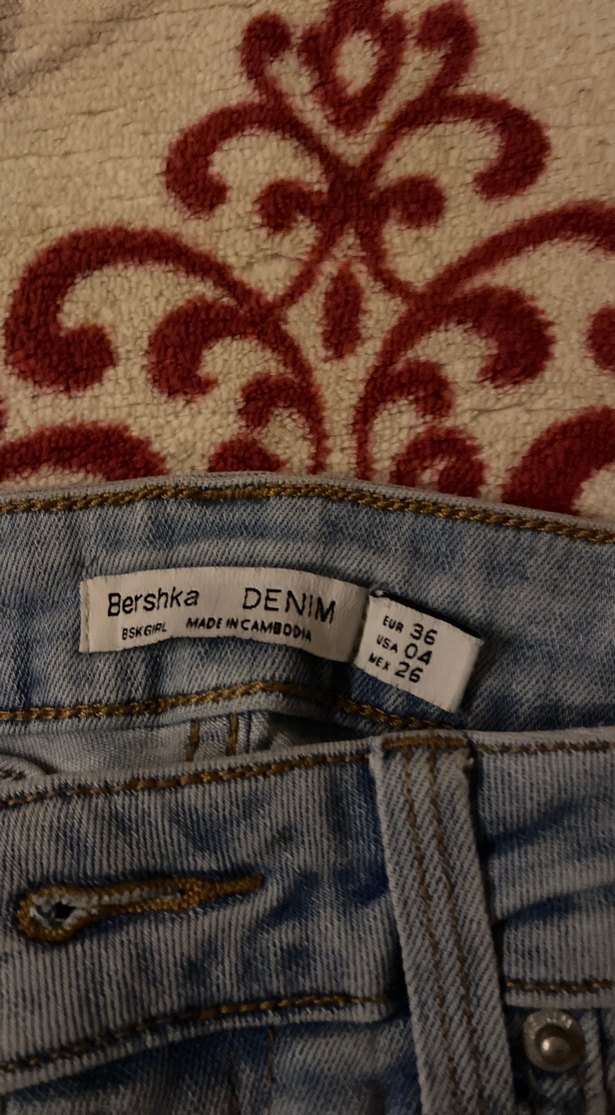 Bershka DENIM
BSKGIRL MADE IN CAMBODIA
EUR 36
USA 04
MEX 26